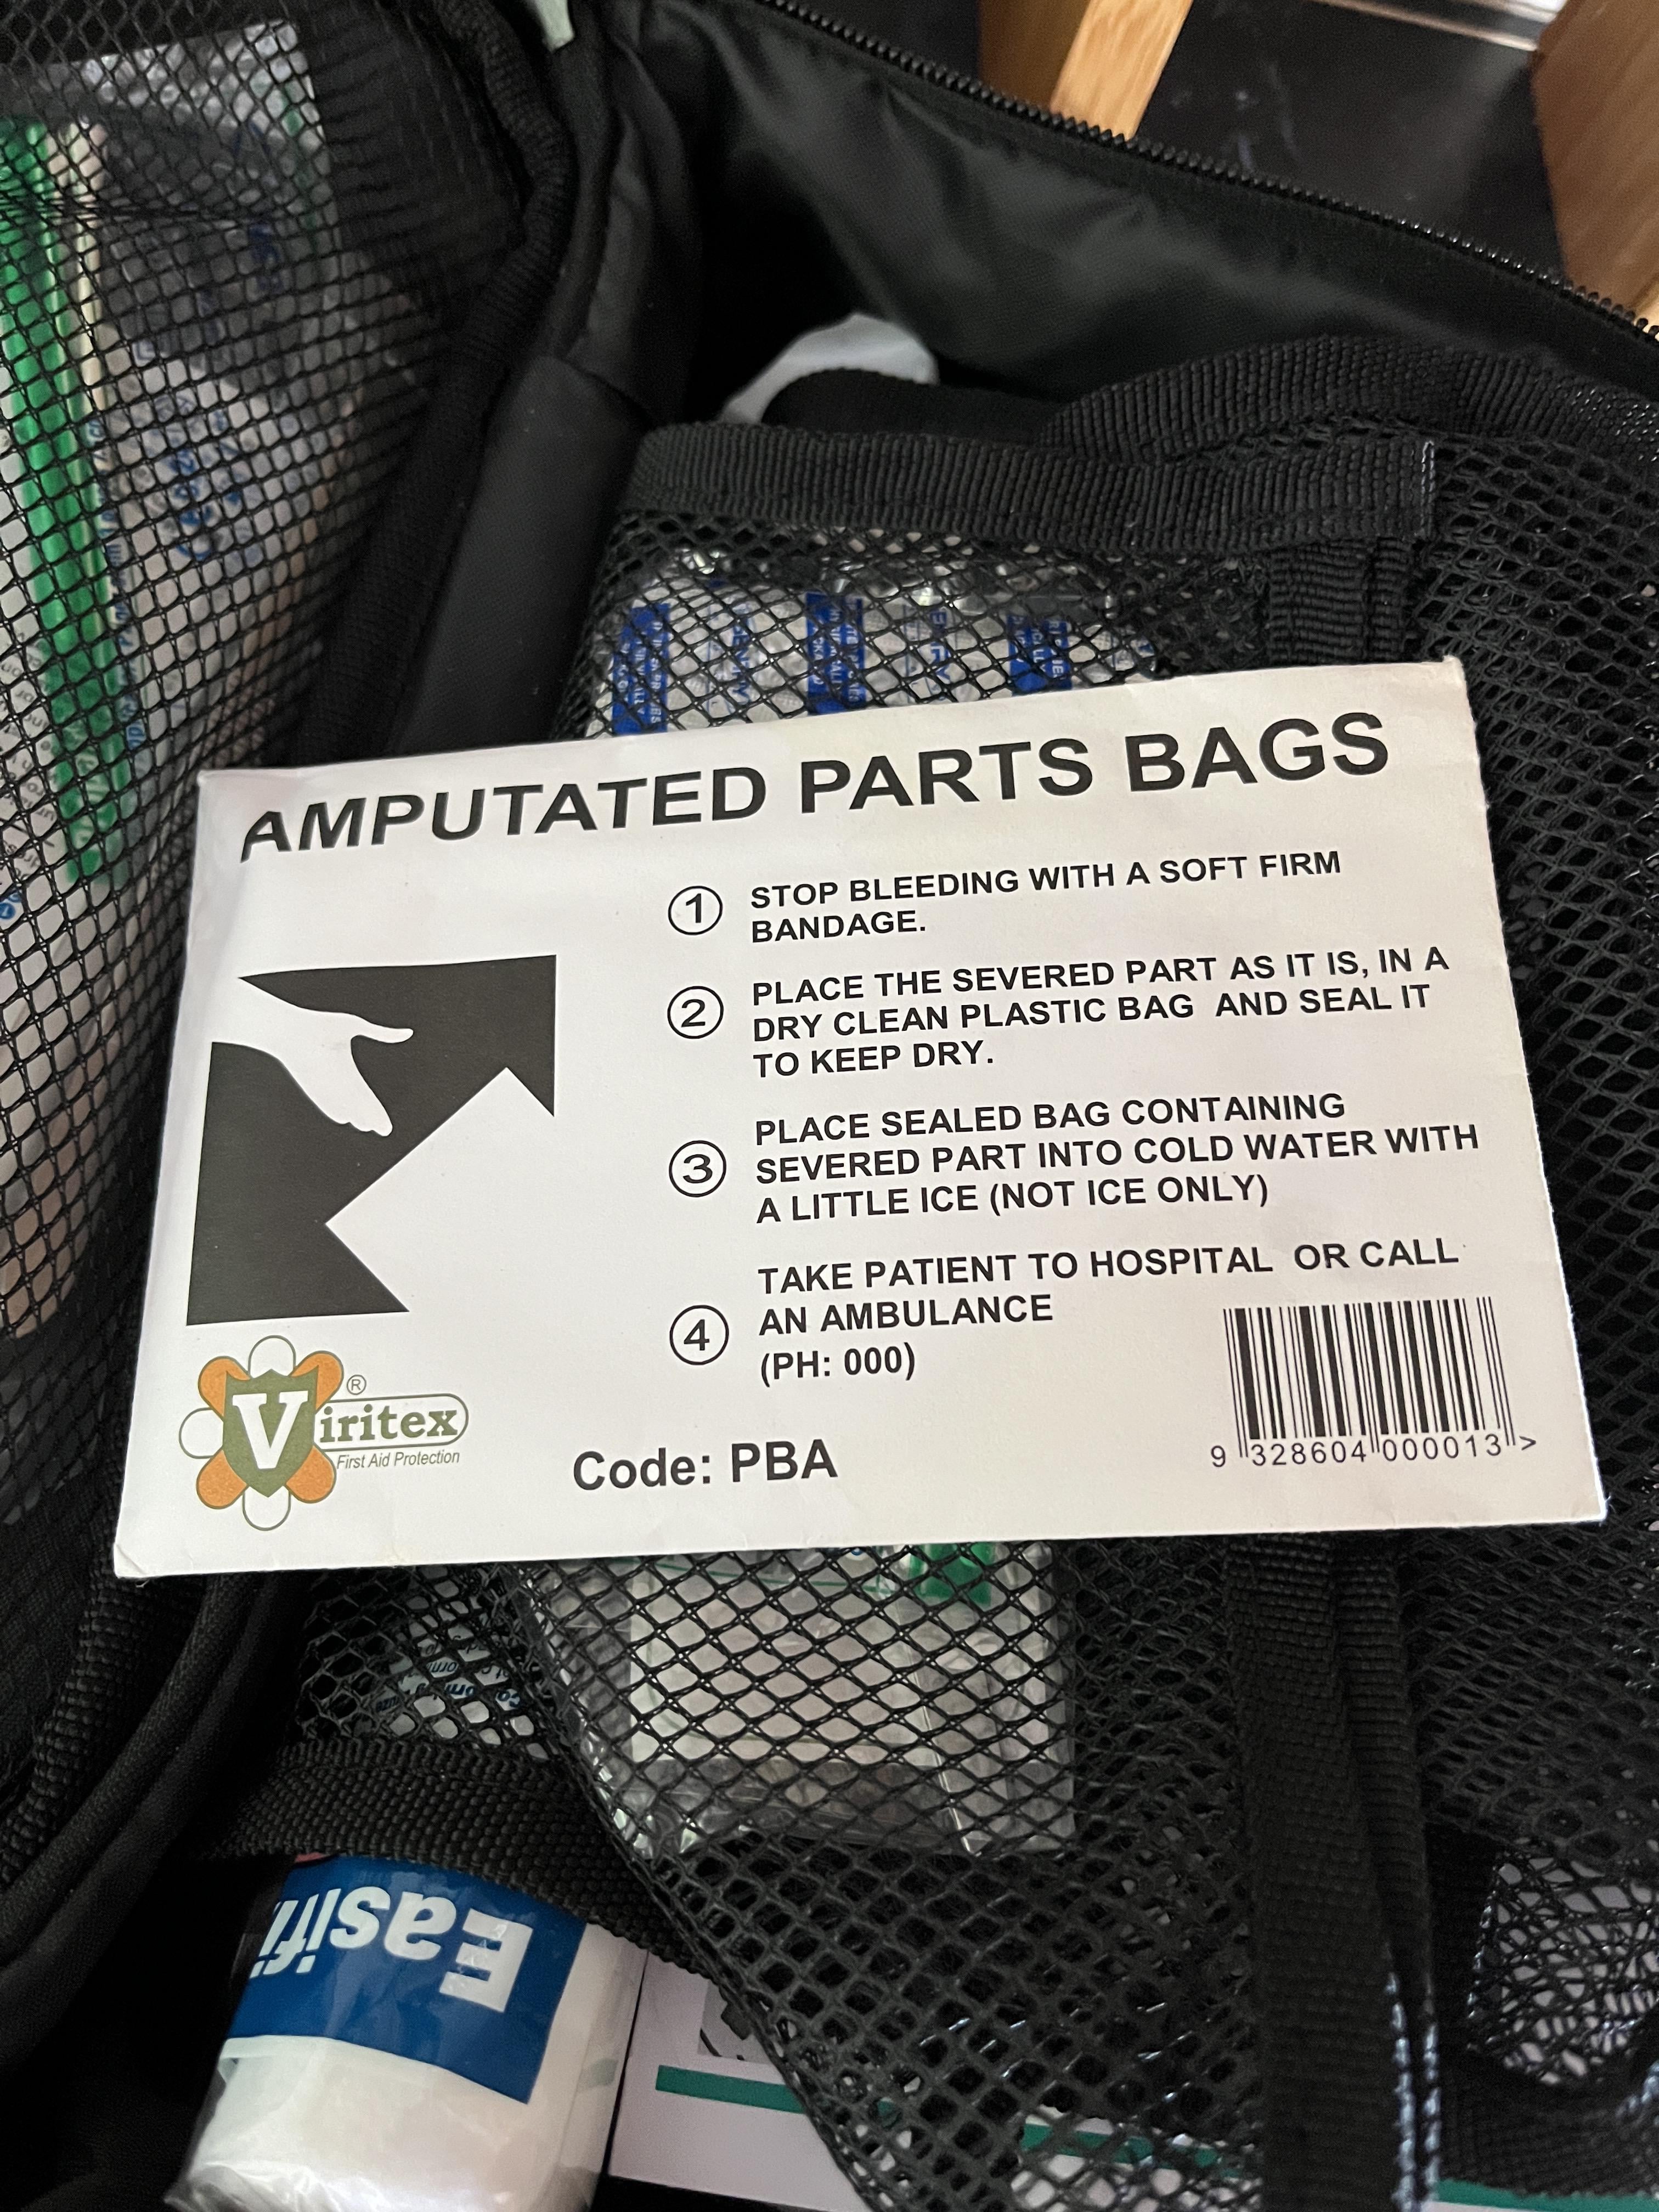 AMPUTATED PARTS BAGS
1 STOP BLEEDING WITH A SOFT FIRM
BANDAGE.
2 PLACE THE SEVERED PART AS IT IS, IN A
DRY CLEAN PLASTIC BAG AND SEAL IT
TO KEEP DRY.
3 PLACE SEALED BAG CONTAINING
SEVERED PART INTO COLD WATER WITH
A LITTLE ICE (NOT ICE ONLY)
4 TAKE PATIENT TO HOSPITAL OR CALL
AN AMBULANCE
(PH: 000)
Viritex ®
First Aid Protection
Code: PBA
9 328604 000013 >
Easifi